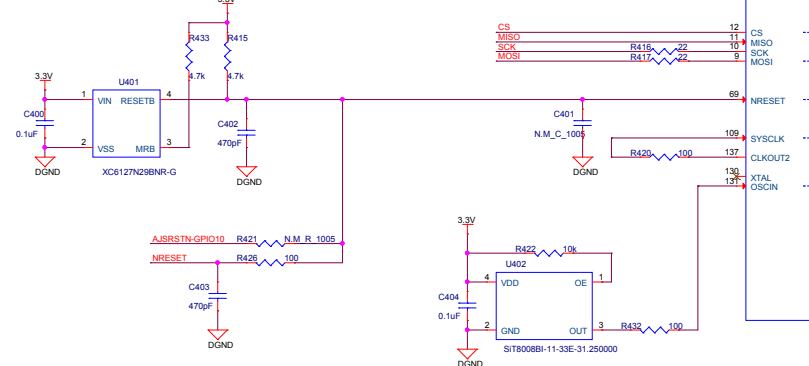 3.3V
R433
R415
4.7k
4.7k
3.3V
U401
1
VIN
RESETB
4
C400
0.1uF
2
VSS
MRB
3
DGND
XC6127N29BNR-G
C402
470pF
DGND
CS
MISO
SCK
MOSI
R416
22
R417
22
12
CS
11
MISO
10
SCK
9
MOSI
69
NRESET
C401
N.M_C_1005
DGND
109
SYSCLK
R420
100
137
CLKOUT2
130
XTAL
131
OSCIN
AJSRSTN-GPIO10
R421
N.M_R_1005
NRESET
R426
100
C403
470pF
DGND
3.3V
R422
10k
U402
4
VDD
OE
1
C404
0.1uF
2
GND
OUT
3
R432
100
SiT8008BI-11-33E-31.250000
DGND